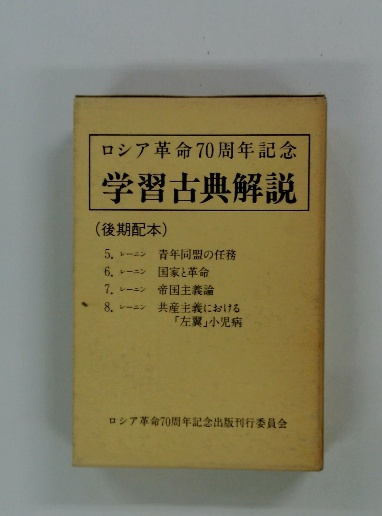 ロシア革命70周年記念
学習古典解説
(後期配本)
5. レーニン 青年同盟の任務
6. レーニン 国家と革命
7. レーニン 帝国主義論
8. レーニン 共産主義における
「左翼」小児病
ロシア革命70周年記念出版刊行委員会